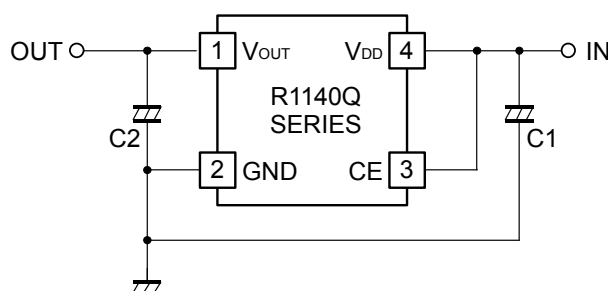 OUT 1 VOUT VDD 4 IN
R1140Q
SERIES
C2 C1
2 GND CE 3